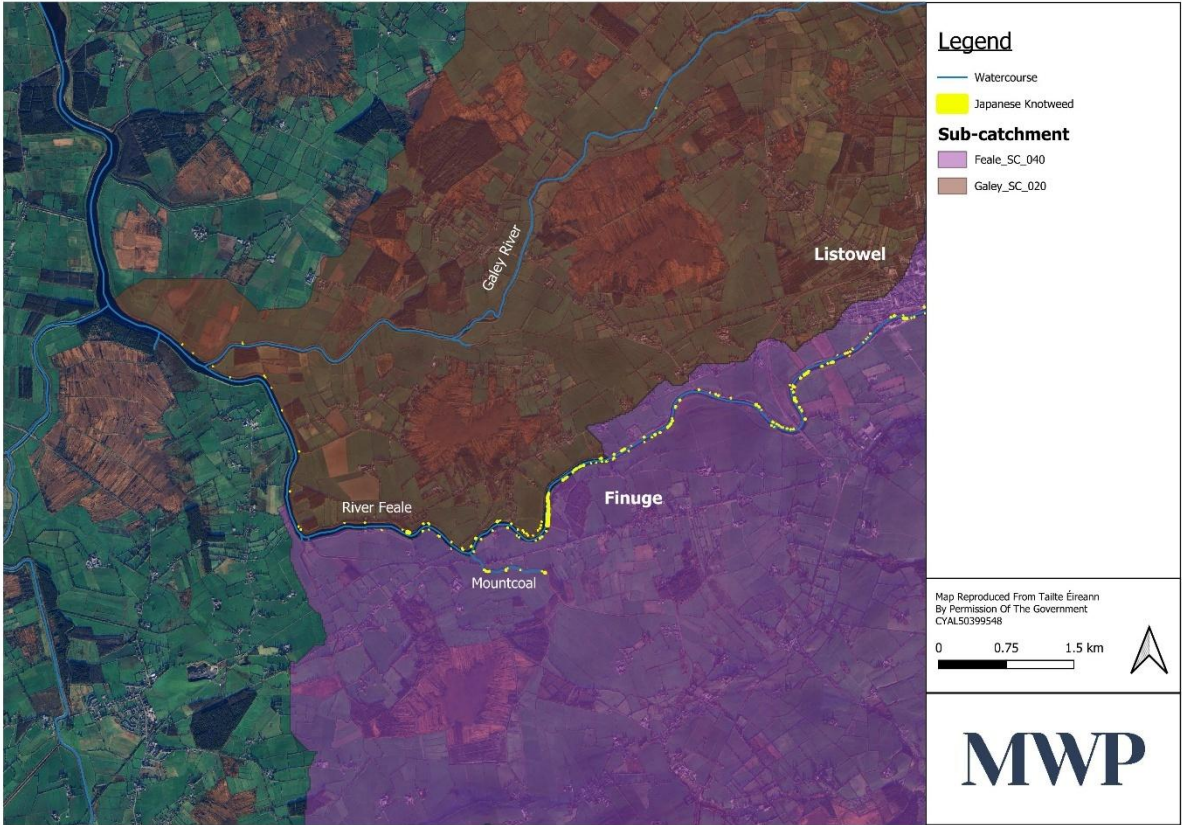 Galey River
Listowel
River Feale
Finuge
Mountcoal
Legend
Watercourse
Japanese Knotweed
Sub-catchment
Feale_SC_040
Galey_SC_020
Map Reproduced From Tailte Éireann
By Permission Of The Government
CYAL50399548
0 0.75 1.5 km
MWP